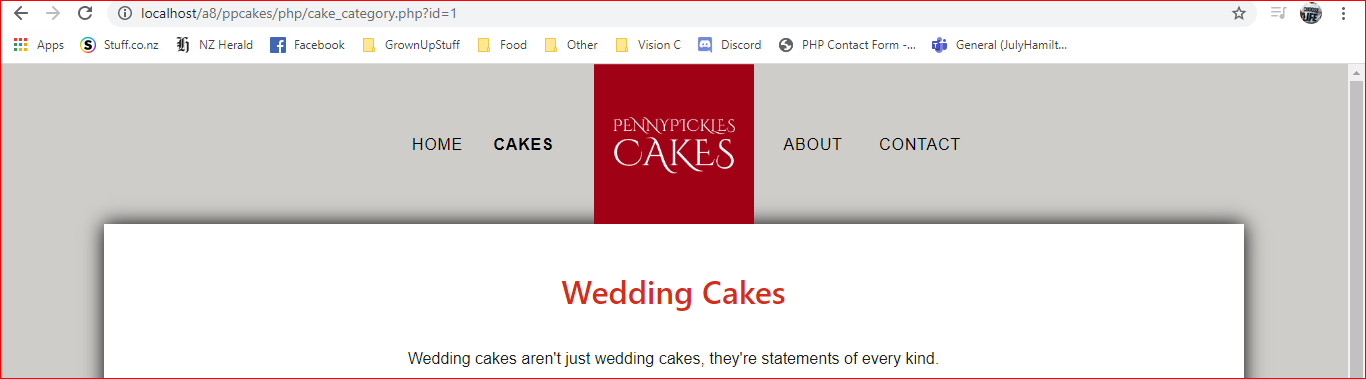 localhost/a8/ppcakes/php/cake_category.php?id=1
Apps Stuff.co.nz NZ Herald Facebook GrownUpStuff Food Other Vision C Discord PHP Contact Form -... General (JulyHamilt...
HOME CAKES PENNYPICKLES CAKES ABOUT CONTACT
Wedding Cakes
Wedding cakes aren't just wedding cakes, they're statements of every kind.